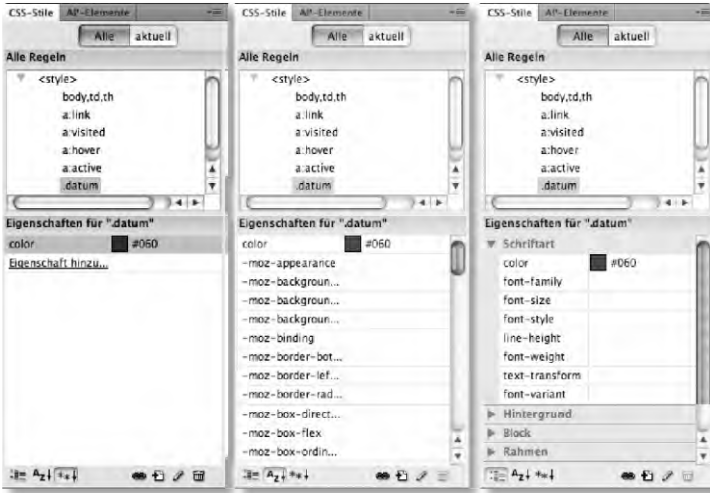 CSS-Stile AP-Elemente
Alle aktuell
Alle Regeln
<style>
body,td,th
a:link
a:visited
a:hover
a:active
.datum
Eigenschaften für ".datum"
color #060
Eigenschaft hinzu...
CSS-Stile AP-Elemente
Alle aktuell
Alle Regeln
<style>
body,td,th
a:link
a:visited
a:hover
a:active
.datum
Eigenschaften für ".datum"
color #060
-moz-appearance
-moz-backgroun...
-moz-backgroun...
-moz-backgroun...
-moz-binding
-moz-border-bot...
-moz-border-lef...
-moz-border-rad...
-moz-box-direct...
-moz-box-flex
-moz-box-ordin...
CSS-Stile AP-Elemente
Alle aktuell
Alle Regeln
<style>
body,td,th
a:link
a:visited
a:hover
a:active
.datum
Eigenschaften für ".datum"
Schriftart
color #060
font-family
font-size
font-style
line-height
font-weight
text-transform
font-variant
Hintergrund
Block
Rahmen